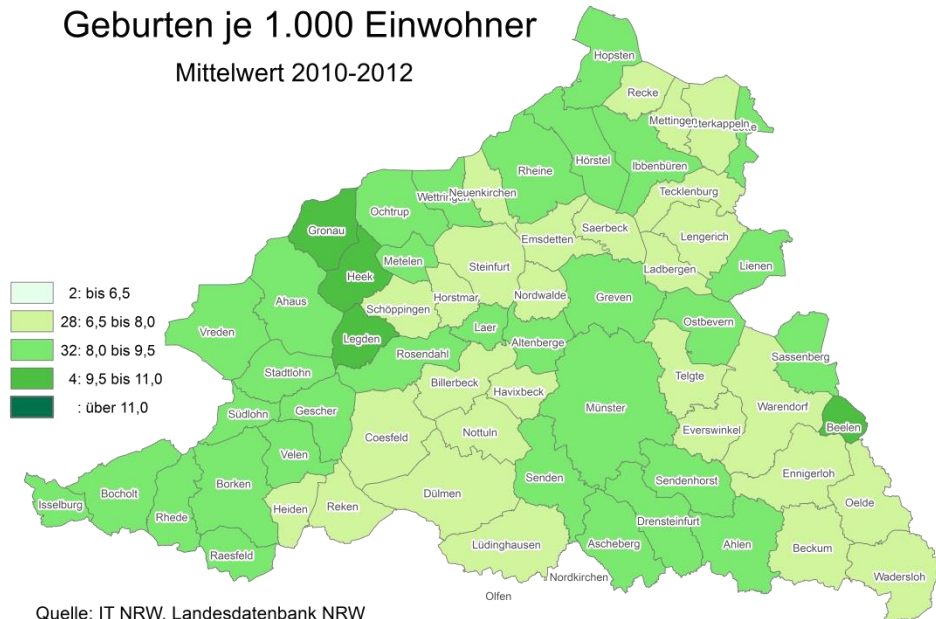 Geburten je 1.000 Einwohner
Mittelwert 2010-2012
Hopsten
Recke
Mettingen
Rheine
Hörstel
Ibbenbüren
Neuenkirchen
Wettringen
Tecklenburg
Ochtrup
Gronau
Saerbeck
Emsdetten
Lengerich
Metelen
Heek
Steinfurt
Ladbergen
Lienen
2: bis 6,5
28: 6,5 bis 8,0
32: 8,0 bis 9,5
4: 9,5 bis 11,0
: über 11,0
Ahaus
Schöppingen
Horstmar
Nordwalde
Greven
Vreden
Legden
Laer
Altenberge
Ostbevern
Rosendahl
Sassenberg
Stadtlohn
Billerbeck
Havixbeck
Telgte
Südlohn
Gescher
Münster
Warendorf
Coesfeld
Nottuln
Everswinkel
Beelen
Velen
Ennigerloh
Borken
Senden
Sendenhorst
Isselburg
Bocholt
Rhede
Heiden
Reken
Dülmen
Oelde
Drensteinfurt
Raesfeld
Lüdinghausen
Ascheberg
Ahlen
Beckum
Wadersloh
Nordkirchen
Olfen
Quelle: IT NRW, Landesdatenbank NRW